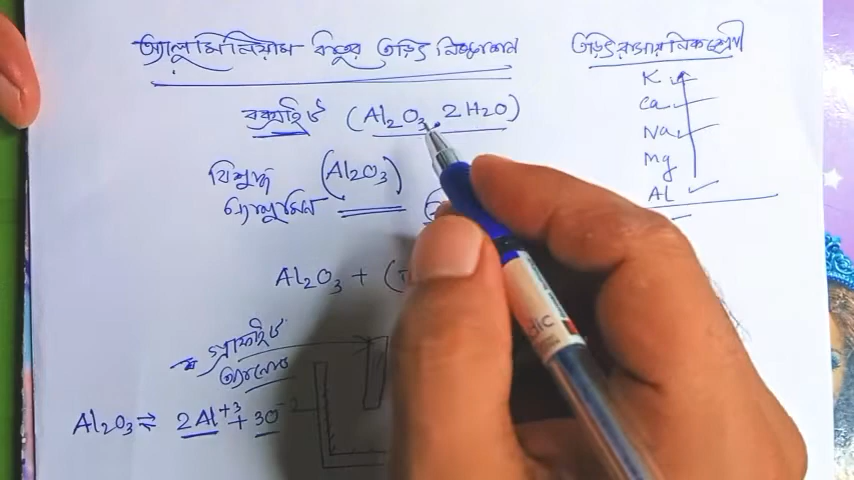 অ্যালুমিনিয়াম ধাতুর তড়িৎ নিষ্কাশন
তড়িৎ রাসায়নিক শ্রেণী
K
Ca
Na
Mg
Al
বক্সাইট (Al₂O₃.2H₂O)
বিশুদ্ধ (Al₂O₃)
অ্যালুমিনা
Al₂O₃ + (
গ্রাফাইট
অ্যানোড
Al₂O₃ ⇌ 2Al⁺³ + 3O⁻²